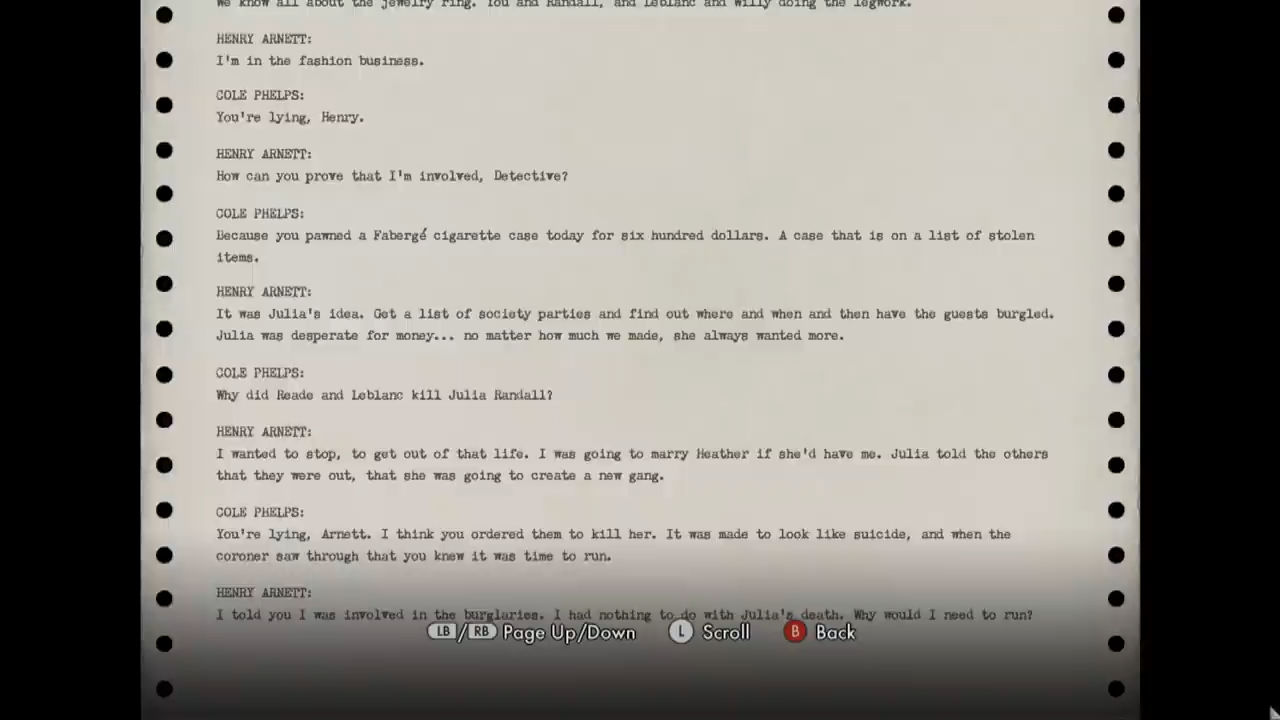 We know all about the jewelry ring. You and Randall, and Leblanc and Willy doing the legwork.
HENRY ARNETT:
I'm in the fashion business.
COLE PHELPS:
You're lying, Henry.
HENRY ARNETT:
How can you prove that I'm involved, Detective?
COLE PHELPS:
Because you pawned a Fabergé cigarette case today for six hundred dollars. A case that is on a list of stolen
items.
HENRY ARNETT:
It was Julia's idea. Get a list of society parties and find out where and when and then have the guests burgled.
Julia was desperate for money... no matter how much we made, she always wanted more.
COLE PHELPS:
Why did Reade and Leblanc kill Julia Randall?
HENRY ARNETT:
I wanted to stop, to get out of that life. I was going to marry Heather if she'd have me. Julia told the others
that they were out, that she was going to create a new gang.
COLE PHELPS:
You're lying, Arnett. I think you ordered them to kill her. It was made to look like suicide, and when the
coroner saw through that you knew it was time to run.
HENRY ARNETT:
I told you I was involved in the burglaries. I had nothing to do with Julia's death. Why would I need to run?
LB/RB Page Up/Down L Scroll B Back